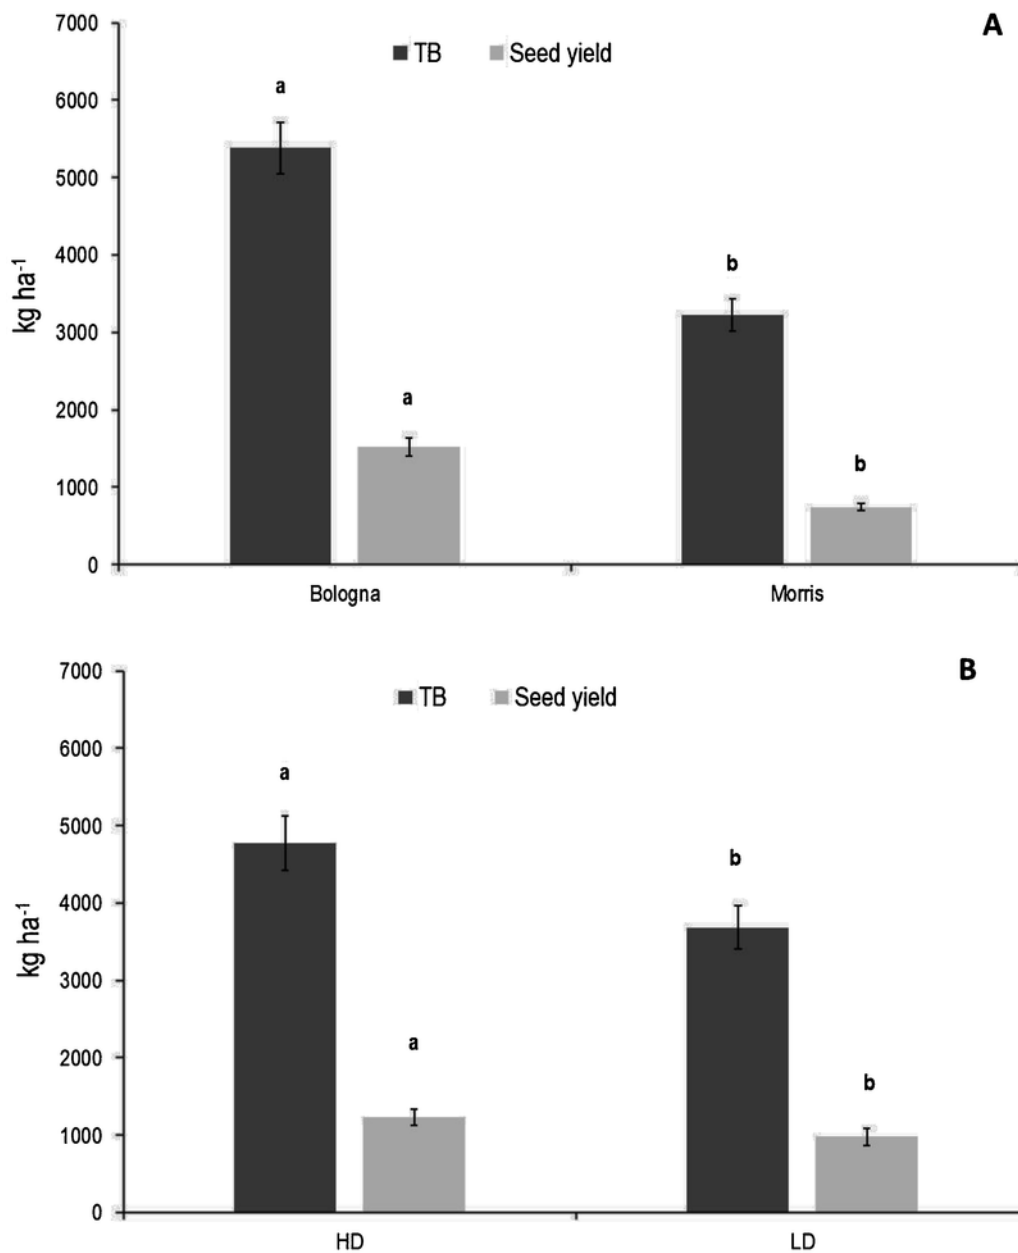 A
TB Seed yield
7000
6000
5000
4000
3000
2000
1000
0
kg ha-1
a
a
b
b
Bologna Morris
B
TB Seed yield
7000
6000
5000
4000
3000
2000
1000
0
kg ha-1
a
a
b
b
HD LD